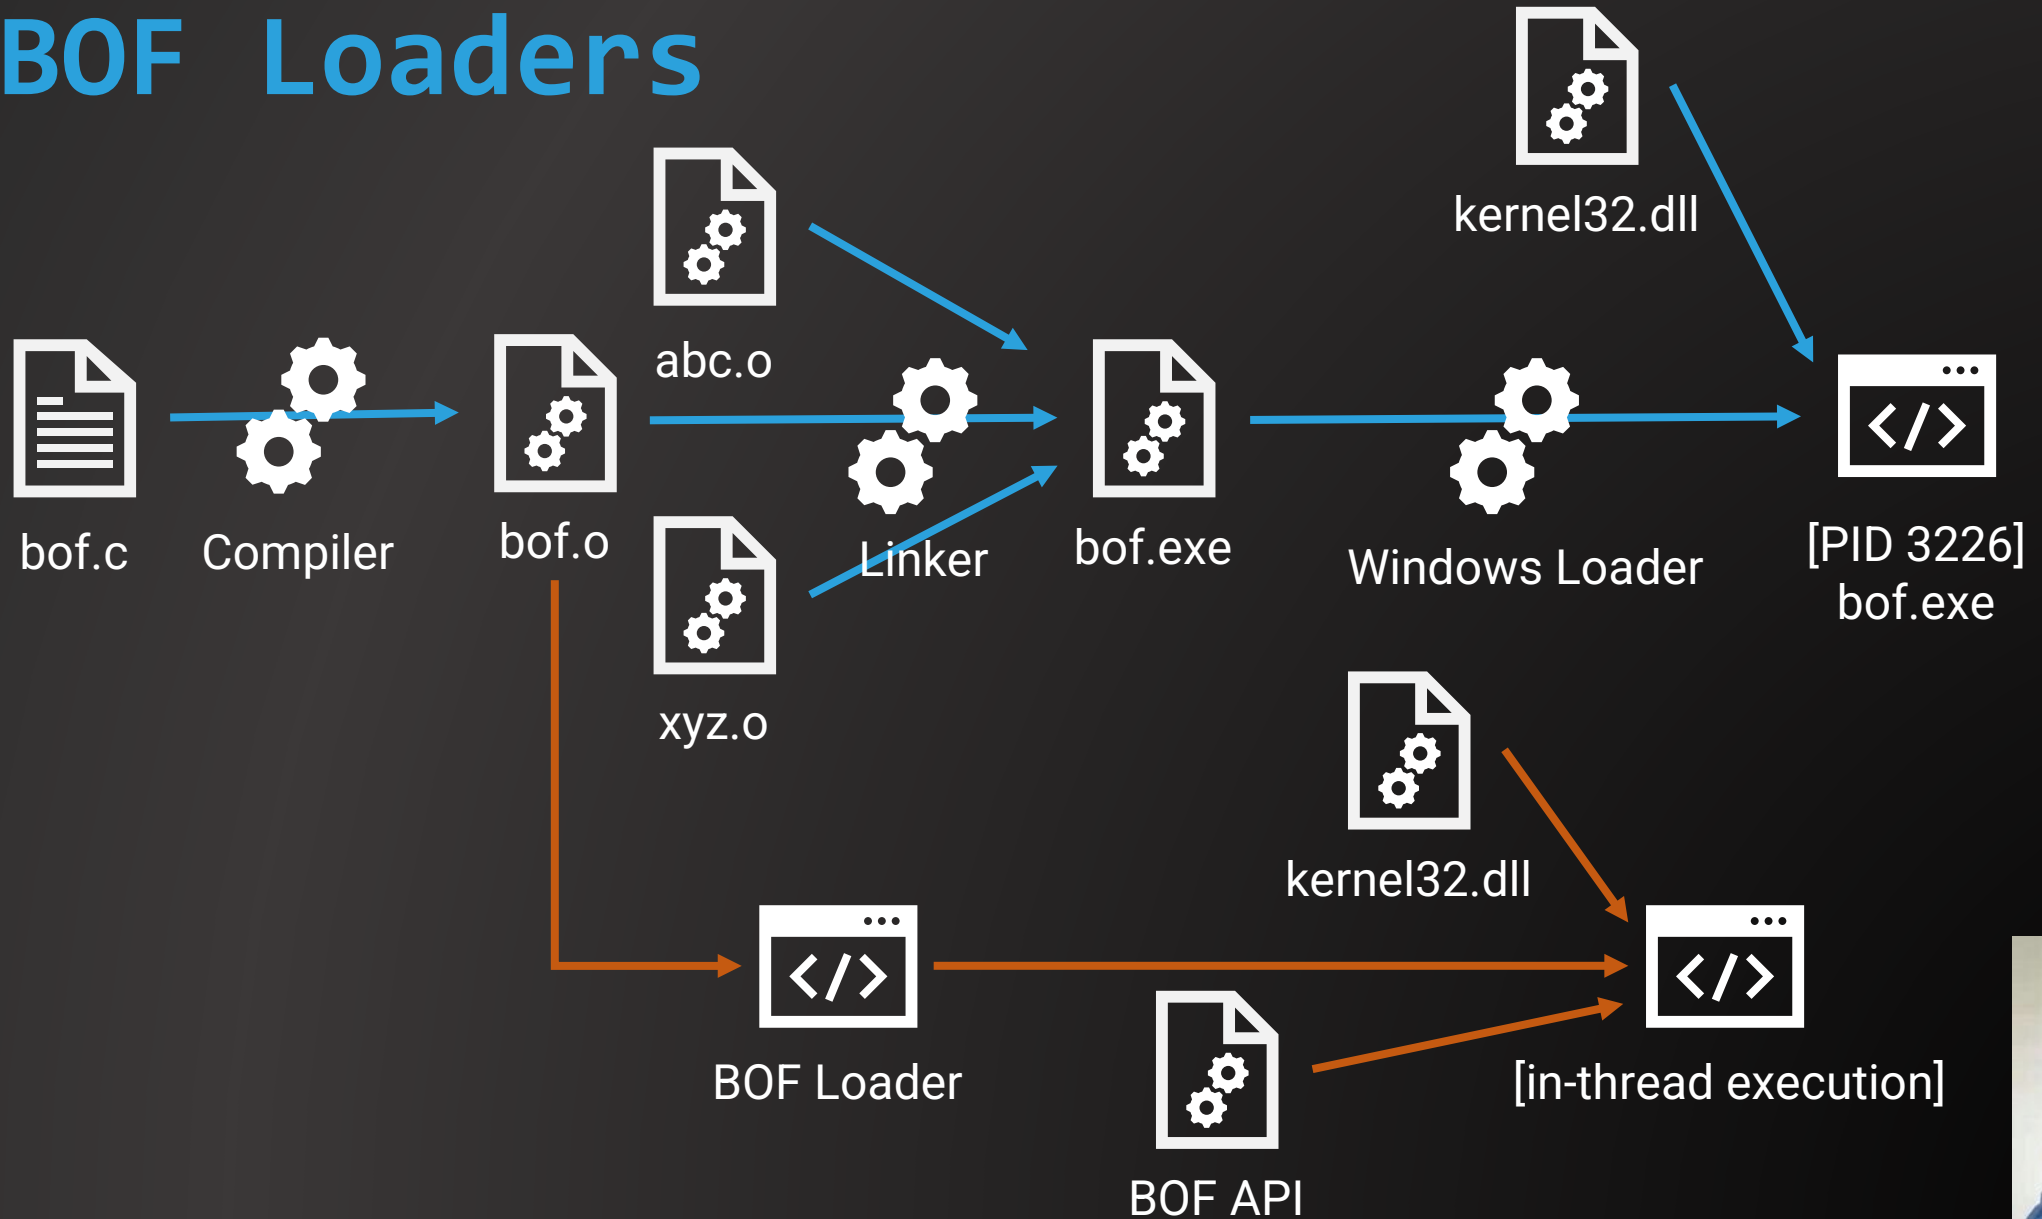 BOF Loaders
kernel32.dll
abc.o
bof.c
Compiler
bof.o
Linker
bof.exe
Windows Loader
[PID 3226]
bof.exe
xyz.o
kernel32.dll
BOF Loader
[in-thread execution]
BOF API